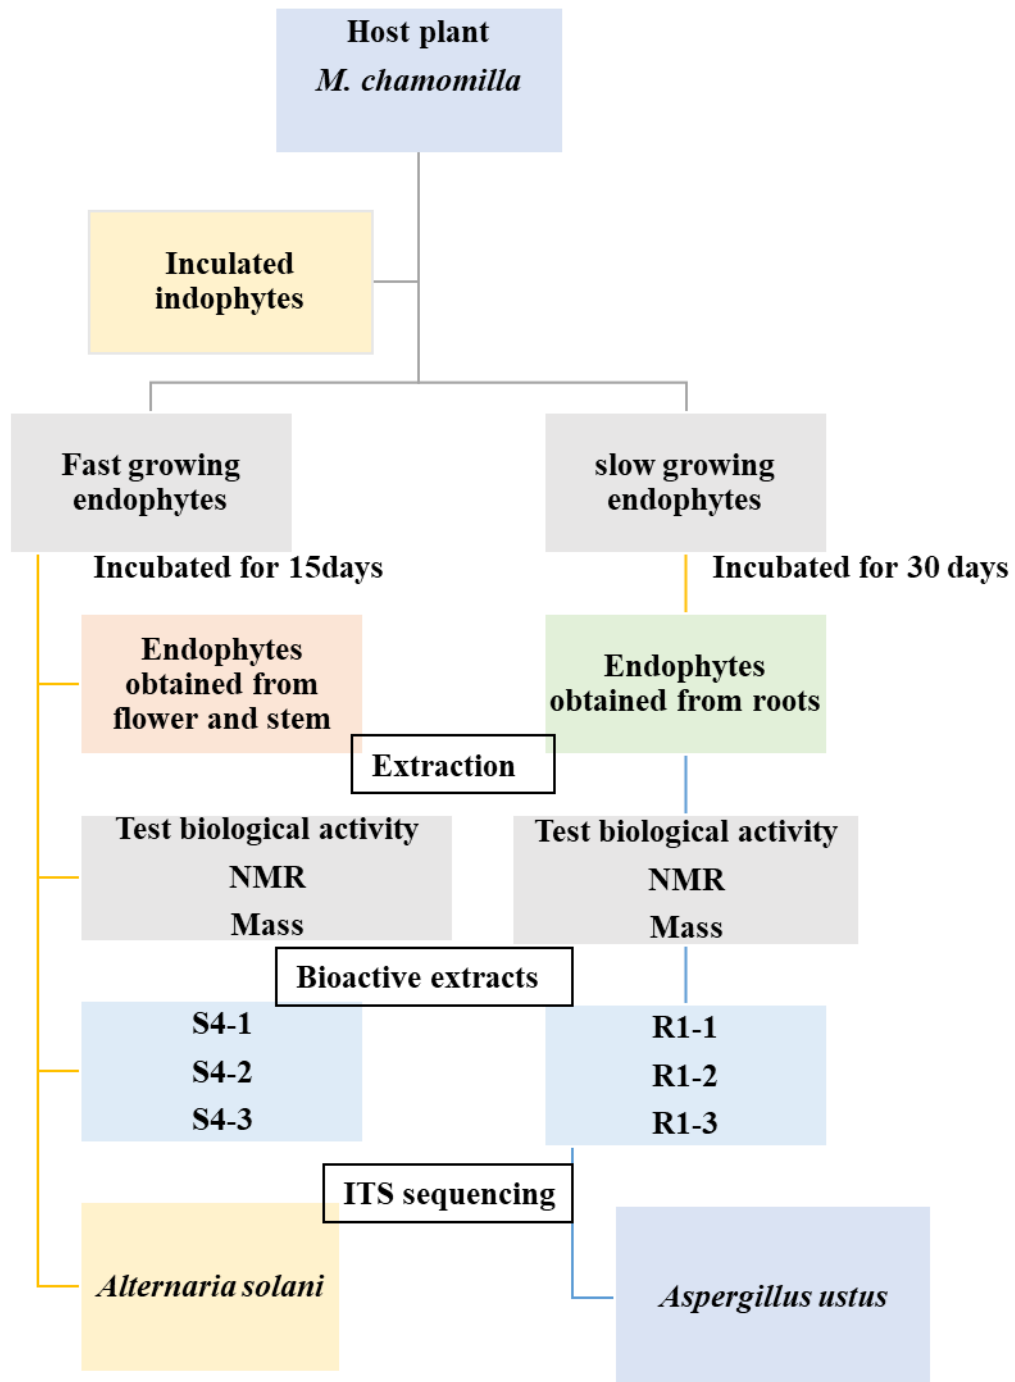 Host plant
M. chamomilla
Inculated
indophytes
Fast growing
endophytes
slow growing
endophytes
Incubated for 15days
Incubated for 30 days
Endophytes
obtained from
flower and stem
Endophytes
obtained from roots
Extraction
Test biological activity
NMR
Mass
Test biological activity
NMR
Mass
Bioactive extracts
S4-1
S4-2
S4-3
R1-1
R1-2
R1-3
ITS sequencing
Alternaria solani
Aspergillus ustus